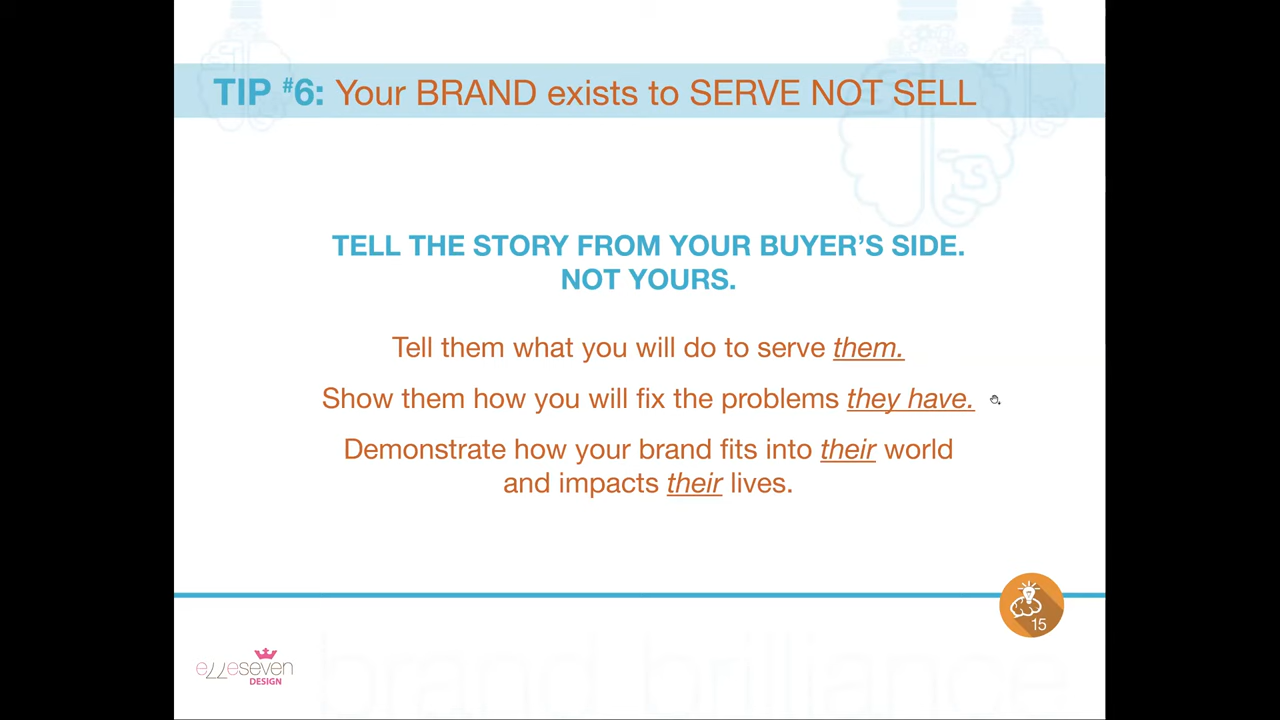 TIP #6: Your BRAND exists to SERVE NOT SELL
TELL THE STORY FROM YOUR BUYER’S SIDE.
NOT YOURS.
Tell them what you will do to serve them.
Show them how you will fix the problems they have.
Demonstrate how your brand fits into their world
and impacts their lives.
15
elleseven
DESIGN
brand brilliance